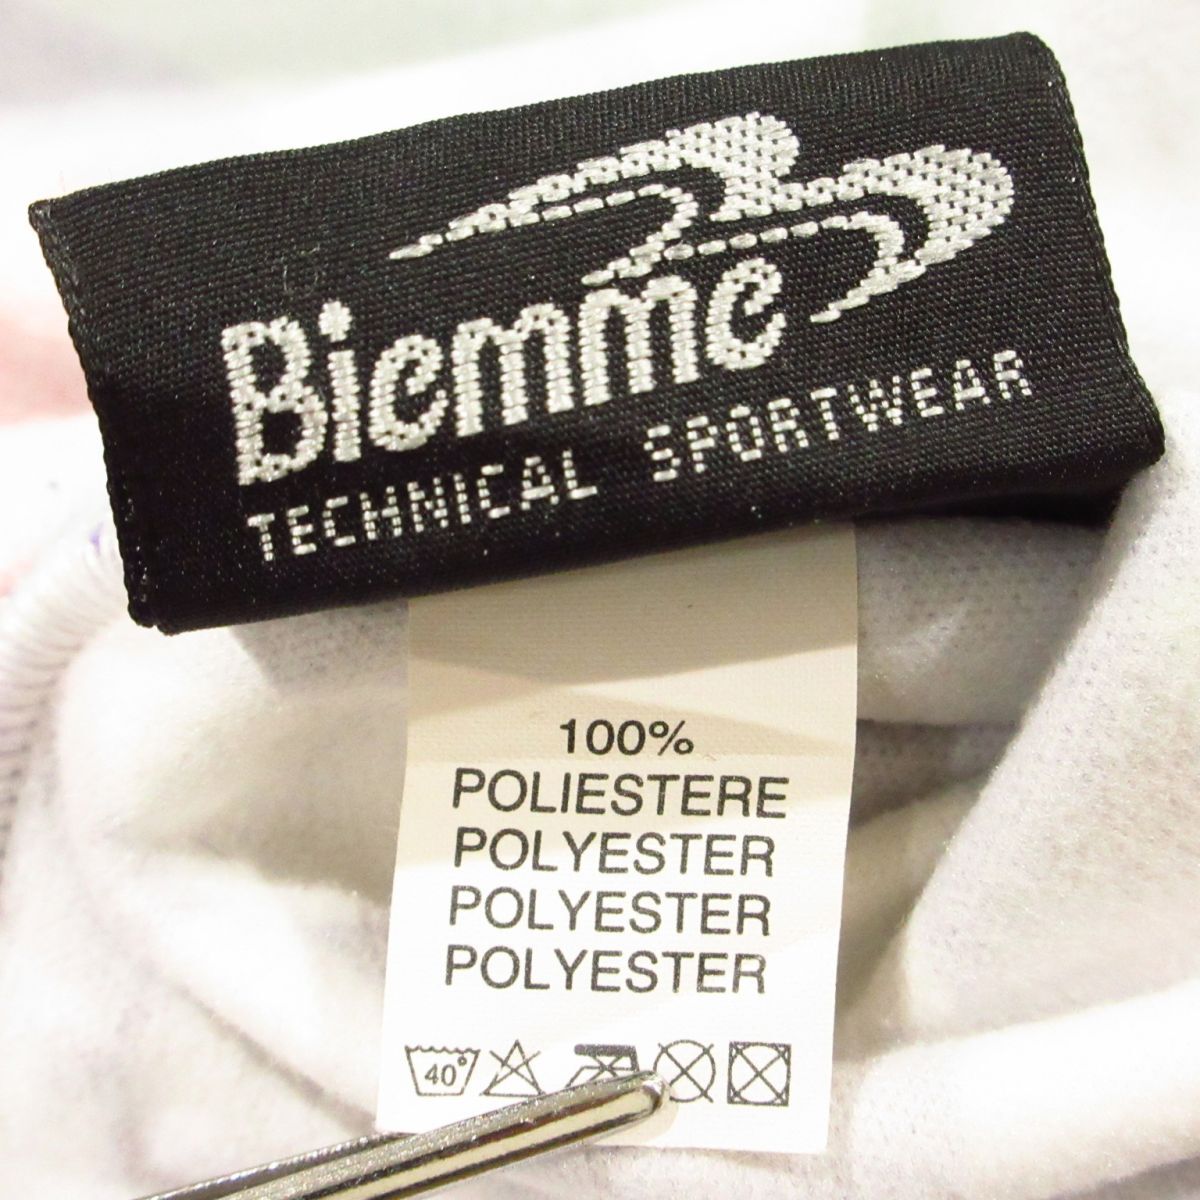 Biemme
TECHNICAL SPORTWEAR
100%
POLIESTERE
POLYESTER
POLYESTER
POLYESTER
40°